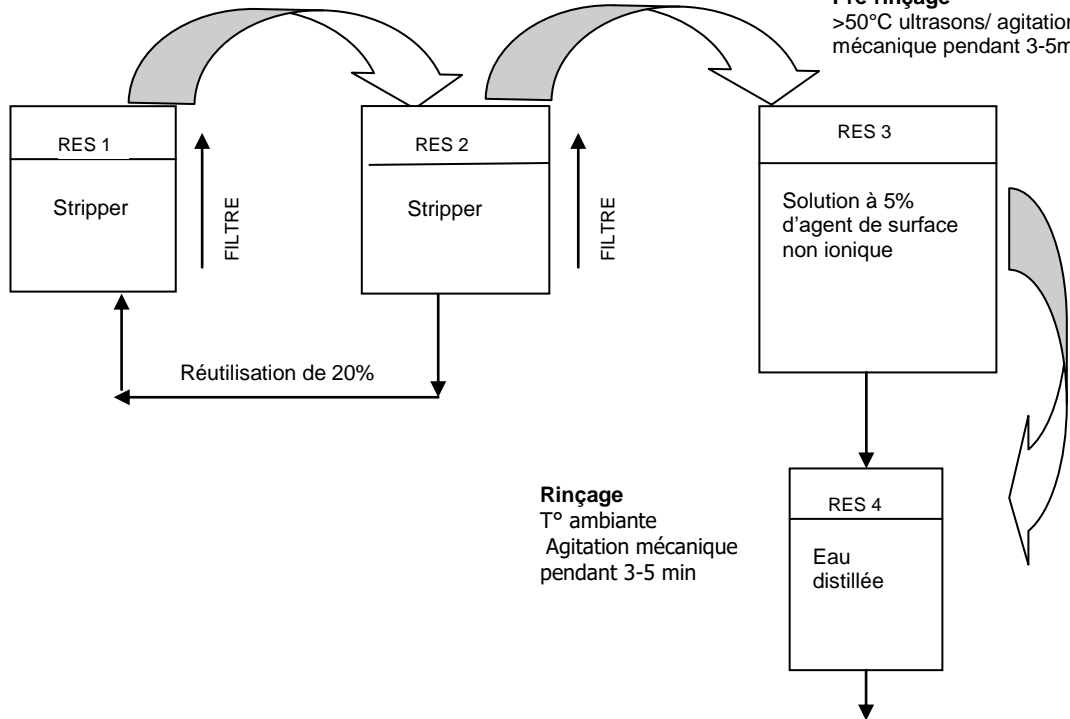 Pré rinçage
>50°C ultrasons/ agitation
mécanique pendant 3-5m
RES 1
Stripper
FILTRE
RES 2
Stripper
FILTRE
RES 3
Solution à 5%
d'agent de surface
non ionique
Réutilisation de 20%
Rinçage
T° ambiante
Agitation mécanique
pendant 3-5 min
RES 4
Eau
distillée